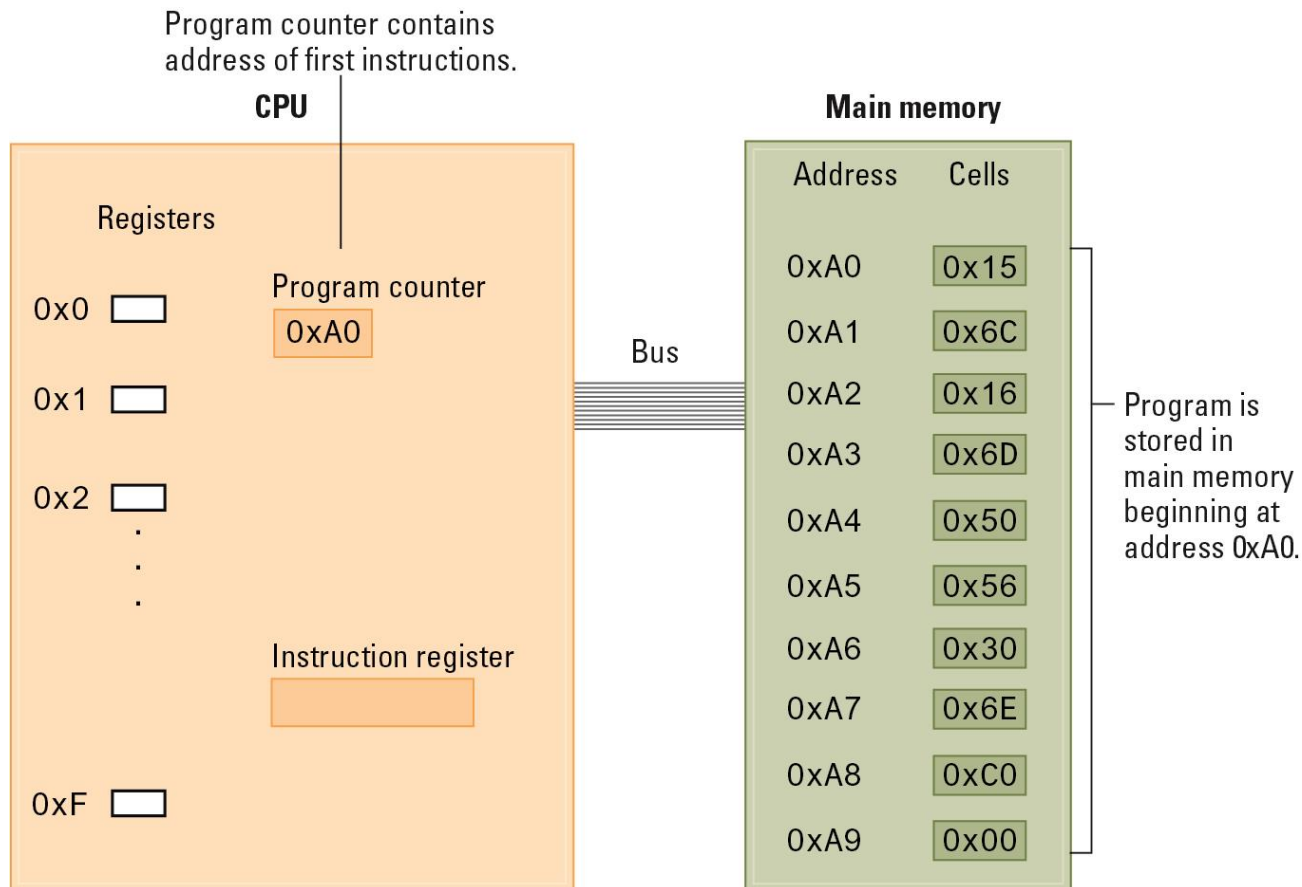 Program counter contains
address of first instructions.
CPU
Registers
0x0
0x1
0x2
0xF
Program counter
0xA0
Instruction register
Bus
Main memory
Address Cells
0xA0 0x15
0xA1 0x6C
0xA2 0x16
0xA3 0x6D
0xA4 0x50
0xA5 0x56
0xA6 0x30
0xA7 0x6E
0xA8 0xC0
0xA9 0x00
Program is
stored in
main memory
beginning at
address 0xA0.